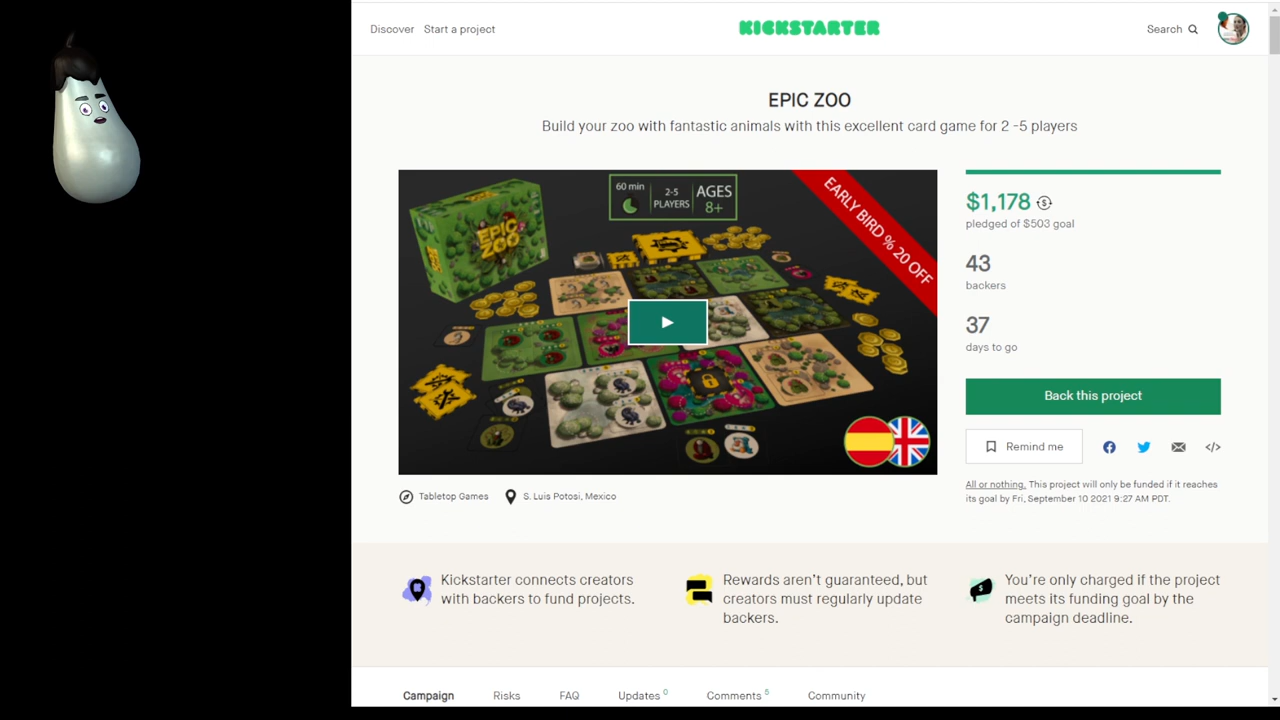 Discover Start a project
KICKSTARTER
Search
EPIC ZOO
Build your zoo with fantastic animals with this excellent card game for 2 -5 players
60 min
2-5
PLAYERS
AGES
8+
EARLY BIRD % 20 OFF
EPIC
ZOO
$1,178
pledged of $503 goal
43
backers
37
days to go
Back this project
Remind me
All or nothing. This project will only be funded if it reaches
its goal by Fri, September 10 2021 9:27 AM PDT.
Tabletop Games
S. Luis Potosi, Mexico
Kickstarter connects creators
with backers to fund projects.
Rewards aren't guaranteed, but
creators must regularly update
backers.
You're only charged if the project
meets its funding goal by the
campaign deadline.
Campaign Risks FAQ Updates 0 Comments 6 Community